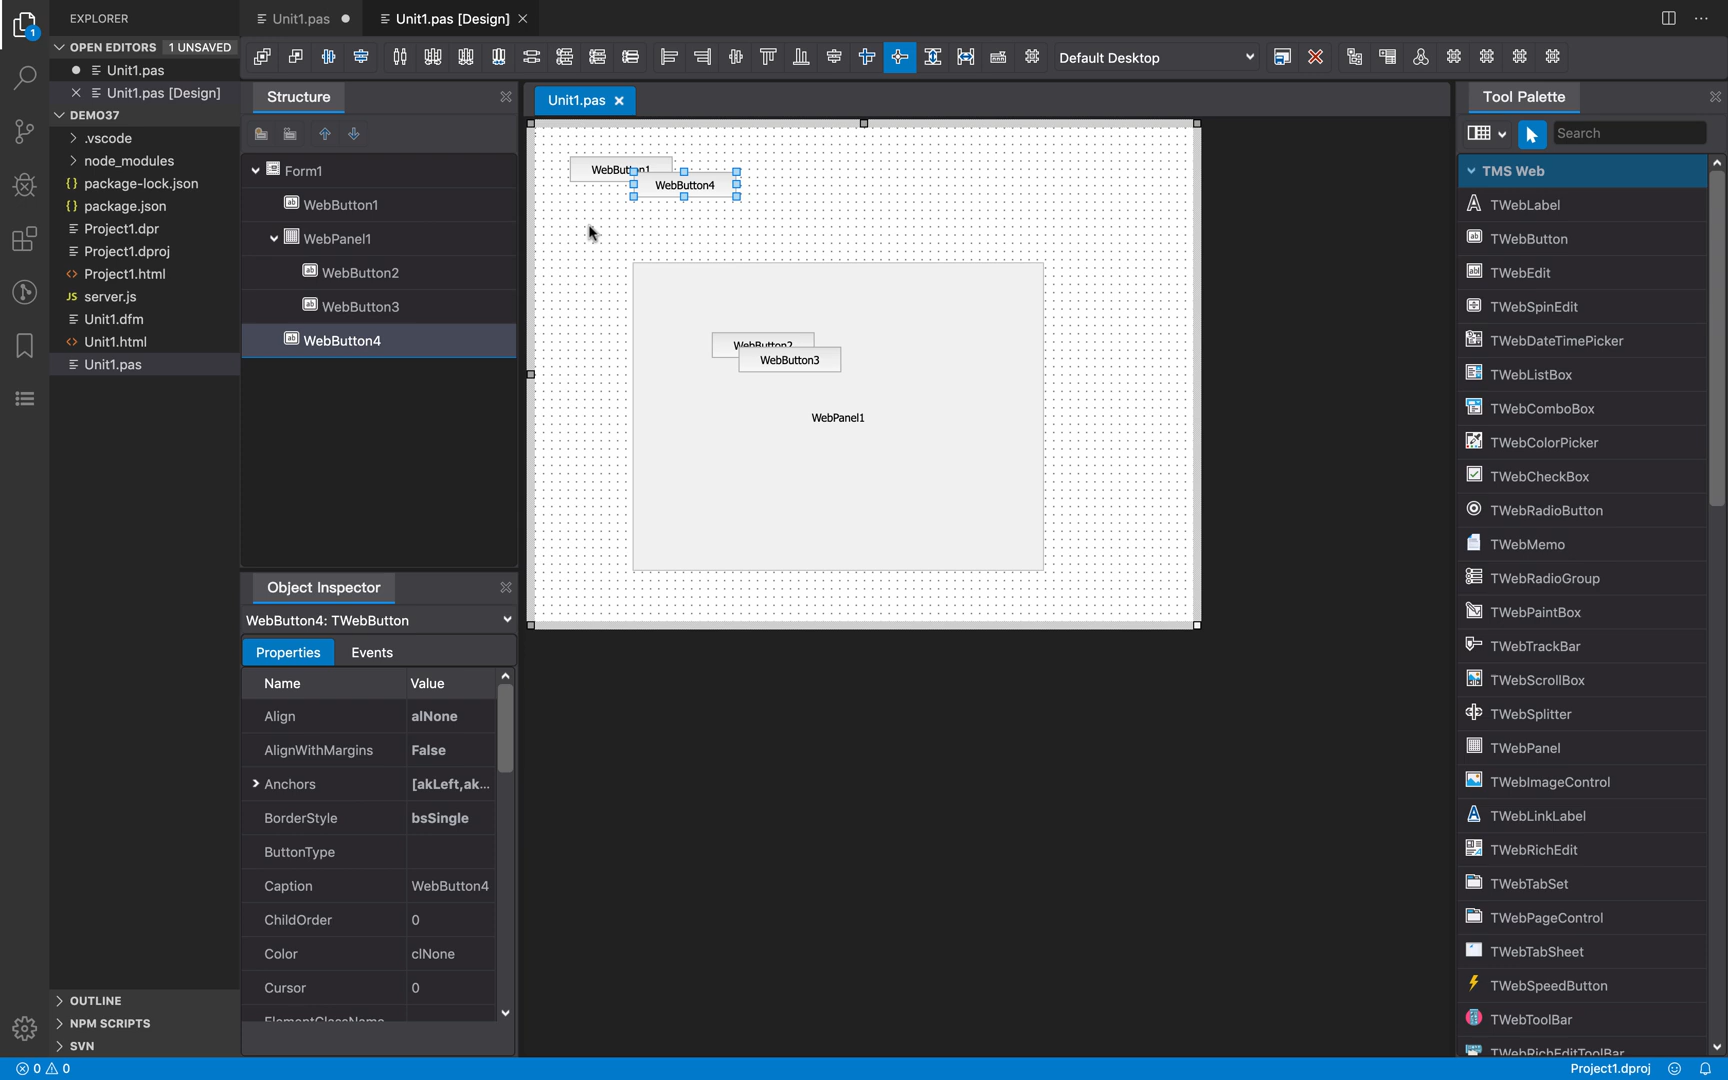 EXPLORER
Unit1.pas
Unit1.pas [Design]
OPEN EDITORS
1 UNSAVED
Unit1.pas
Unit1.pas [Design]
DEMO37
.vscode
node_modules
package-lock.json
package.json
Project1.dpr
Project1.dproj
Project1.html
JS server.js
Unit1.dfm
Unit1.html
Unit1.pas
OUTLINE
NPM SCRIPTS
SVN
1
Default Desktop
Structure
Form1
WebButton1
WebPanel1
WebButton2
WebButton3
WebButton4
Object Inspector
WebButton4: TWebButton
Properties
Events
Name Value
Align alNone
AlignWithMargins False
Anchors [akLeft,ak...
BorderStyle bsSingle
ButtonType
Caption WebButton4
ChildOrder 0
Color clNone
Cursor 0
ElementClassName
Unit1.pas
WebButton1
WebButton4
WebButton2
WebButton3
WebPanel1
Tool Palette
Search
TMS Web
TWebLabel
TWebButton
TWebEdit
TWebSpinEdit
TWebDateTimePicker
TWebListBox
TWebComboBox
TWebColorPicker
TWebCheckBox
TWebRadioButton
TWebMemo
TWebRadioGroup
TWebPaintBox
TWebTrackBar
TWebScrollBox
TWebSplitter
TWebPanel
TWebImageControl
TWebLinkLabel
TWebRichEdit
TWebTabSet
TWebPageControl
TWebTabSheet
TWebSpeedButton
TWebToolBar
TWebRichEditToolBar
0 0
Project1.dproj